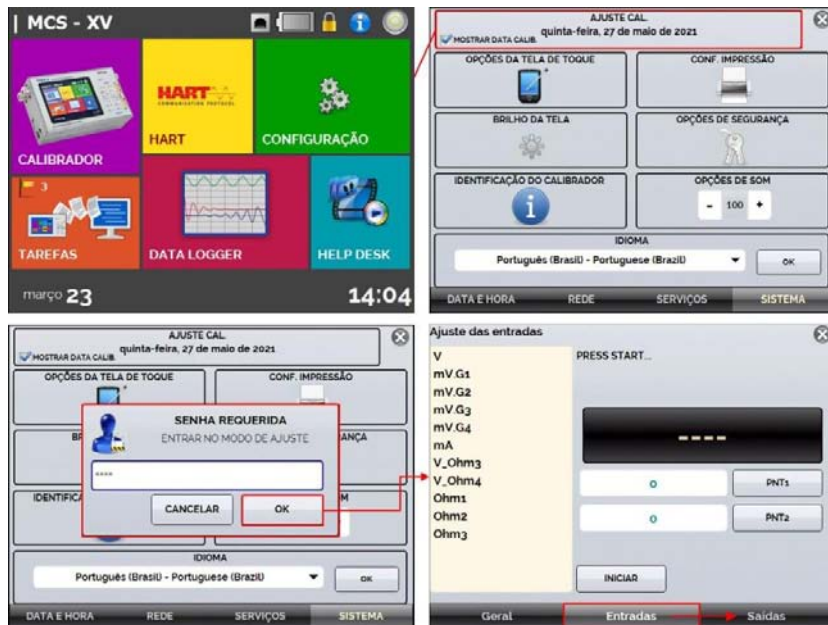 | MCS - XV
HART
COMMUNICATION PROTOCOL
HART
CONFIGURAÇÃO
CALIBRADOR
3
TAREFAS
DATA LOGGER
HELP DESK
março 23
14:04
AJUSTE CAL.
quinta-feira, 27 de maio de 2021
MOSTRAR DATA CALIB.
OPÇÕES DA TELA DE TOQUE
CONF. IMPRESSÃO
BRILHO DA TELA
OPÇÕES DE SEGURANÇA
IDENTIFICAÇÃO DO CALIBRADOR
OPÇÕES DE SOM
- 100 +
IDIOMA
Português (Brasil) - Portuguese (Brazil)
OK
DATA E HORA REDE SERVIÇOS SISTEMA
AJUSTE CAL.
quinta-feira, 27 de maio de 2021
MOSTRAR DATA CALIB.
OPÇÕES DA TELA DE TOQUE
CONF. IMPRESSÃO
BR
ANÇA
SENHA REQUERIDA
ENTRAR NO MODO DE AJUSTE
****
CANCELAR
OK
IDENTIFICA
M
IDIOMA
Português (Brasil) - Portuguese (Brazil)
OK
DATA E HORA REDE SERVIÇOS SISTEMA
Ajuste das entradas
V
mV.G1
mV.G2
mV.G3
mV.G4
mA
V_Ohm3
V_Ohm4
Ohm1
Ohm2
Ohm3
PRESS START...
----
0
PNT1
0
PNT2
INICIAR
Geral Entradas Saídas